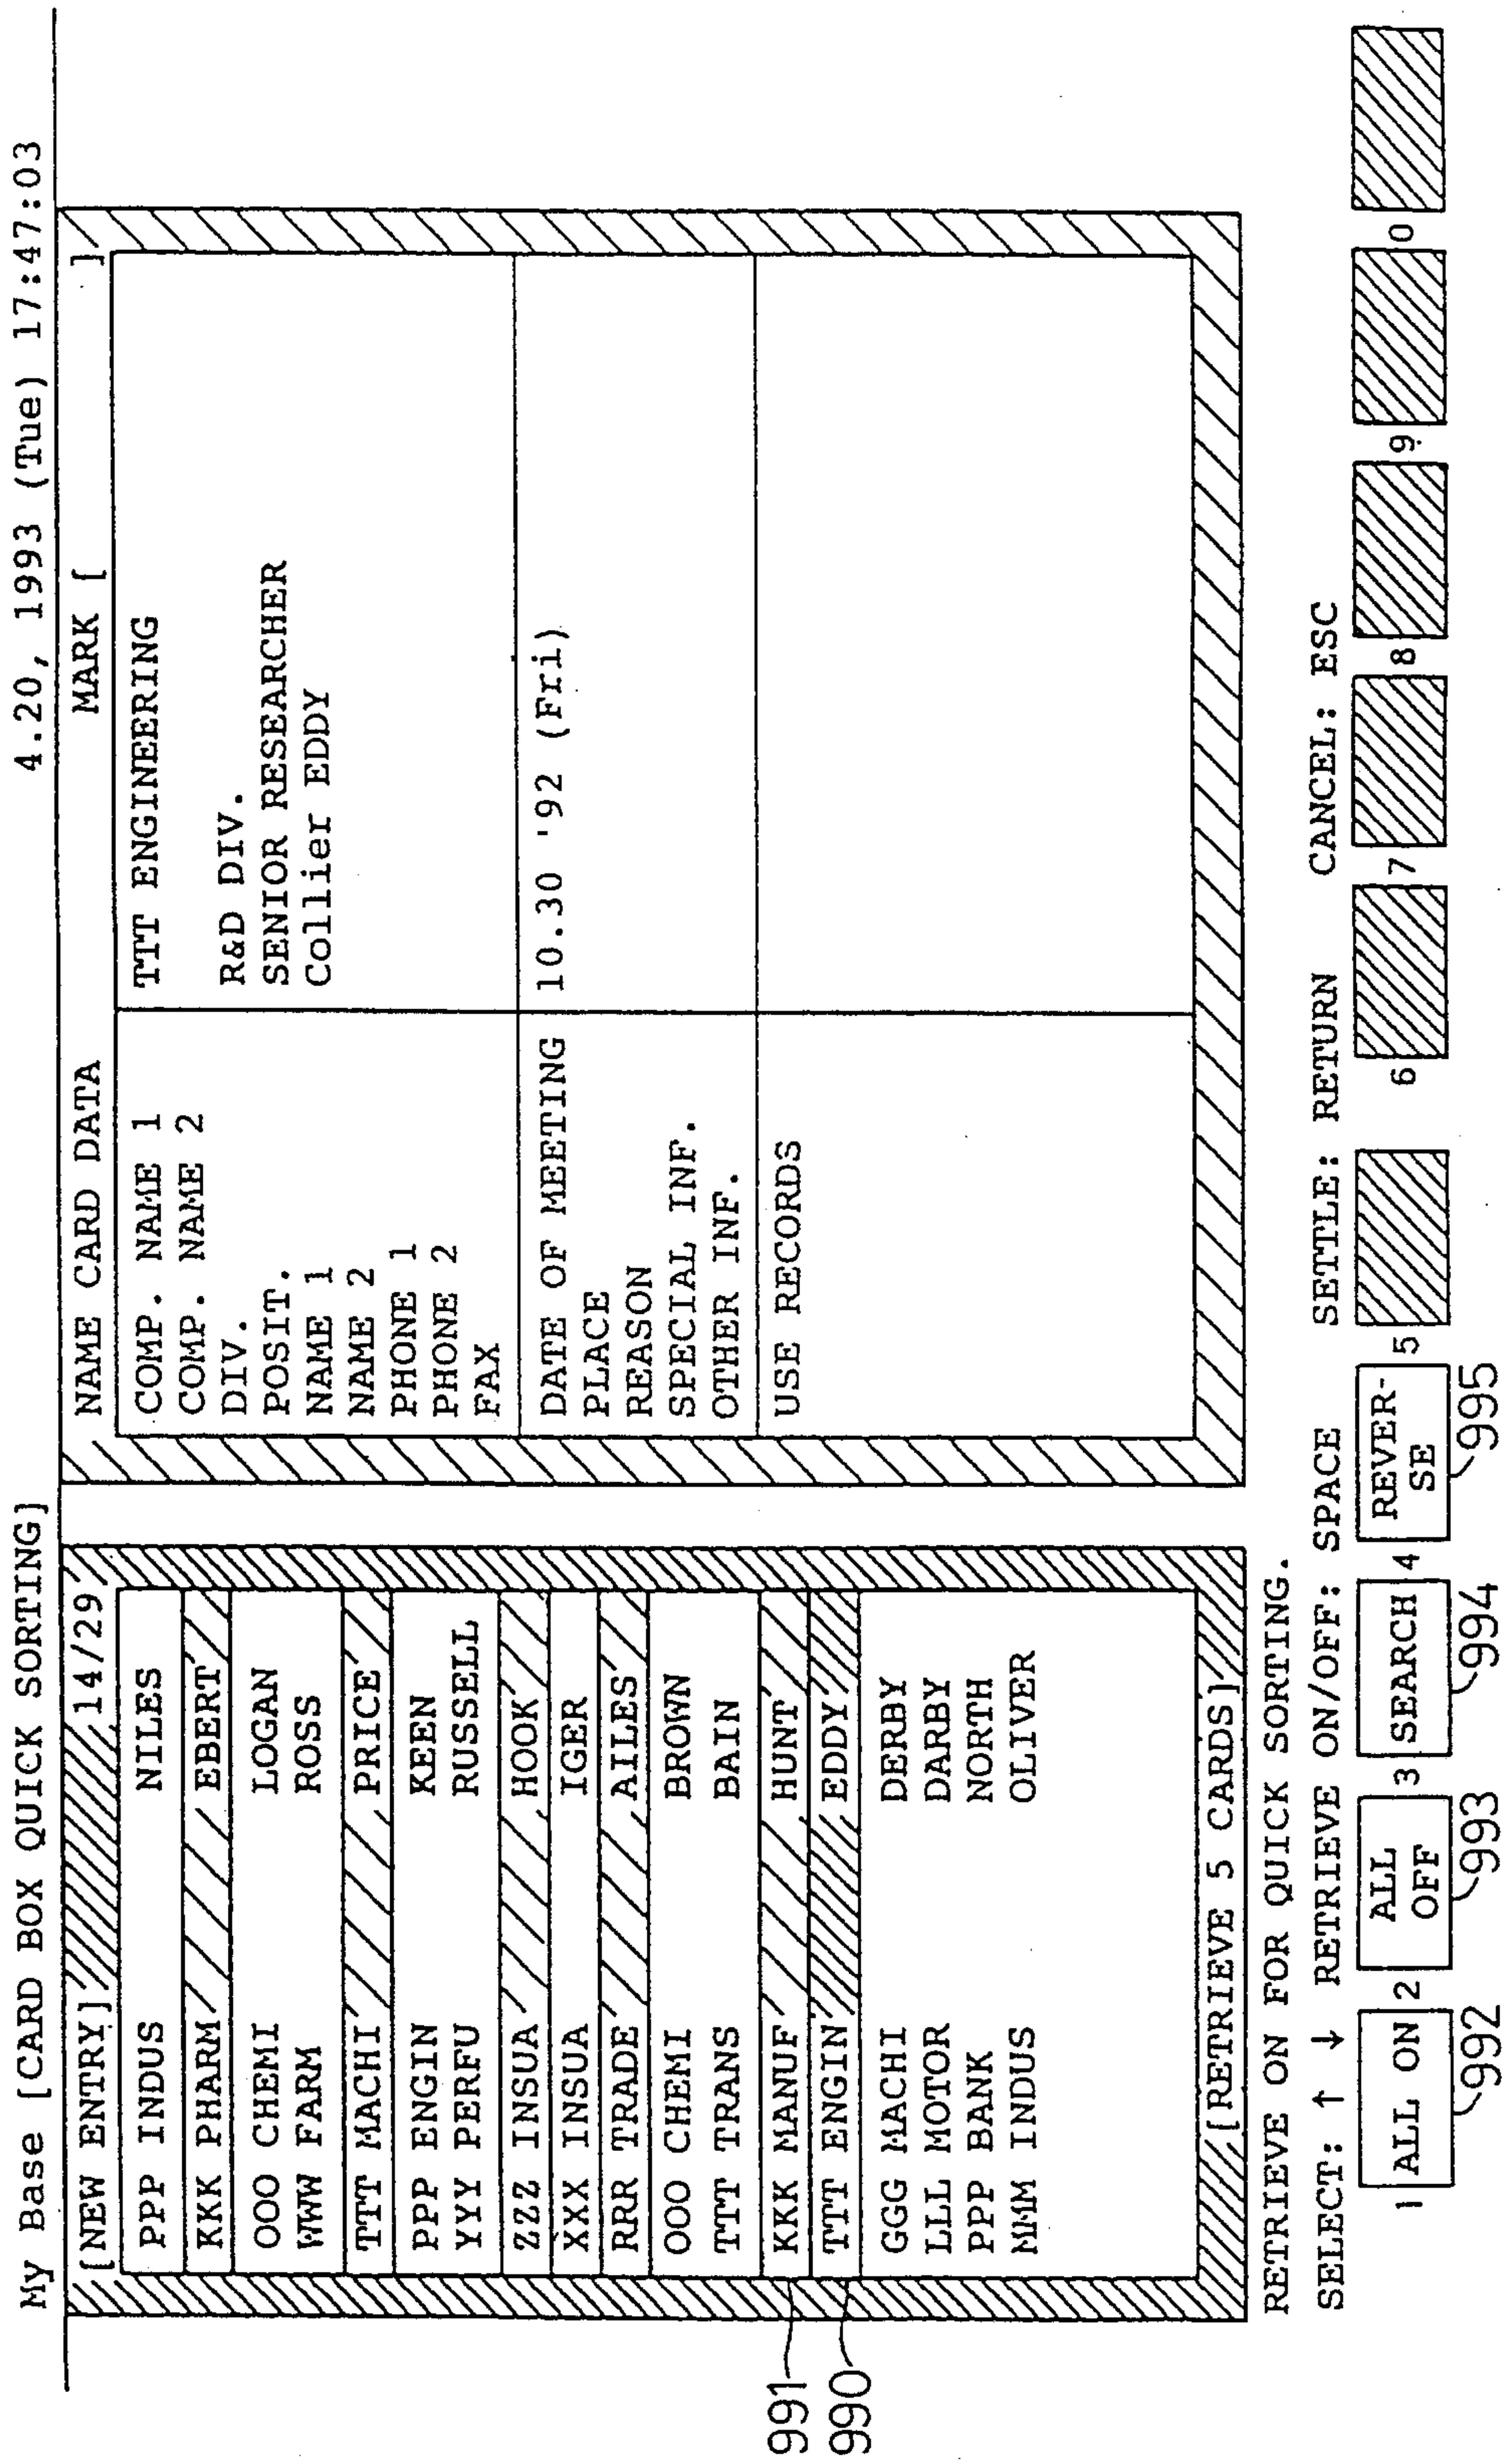 My Base [CARD BOX QUICK SORTING]
4.20, 1993 (Tue) 17:47:03
[NEW ENTRY] 14/29
PPP INDUS NILES
KKK PHARM EBERT
OOO CHEMI LOGAN
WWW FARM ROSS
TTT MACHI PRICE
PPP ENGIN KEEN
YYY PERFU RUSSELL
ZZZ INSUA HOOK
XXX INSUA IGER
RRR TRADE AILES
OOO CHEMI BROWN
TTT TRANS BAIN
KKK MANUF HUNT
TTT ENGIN EDDY
GGG MACHI DERBY
LLL MOTOR DARBY
PPP BANK NORTH
MMM INDUS OLIVER
[RETRIEVE 5 CARDS]
991
990
NAME CARD DATA MARK [ ]
COMP. NAME 1 TTT ENGINEERING
COMP. NAME 2
DIV. R&D DIV.
POSIT. SENIOR RESEARCHER
NAME 1 Collier EDDY
NAME 2
PHONE 1
PHONE 2
FAX
DATE OF MEETING 10.30 '92 (Fri)
PLACE
REASON
SPECIAL INF.
OTHER INF.
USE RECORDS
RETRIEVE ON FOR QUICK SORTING.
SELECT: ↑ ↓ RETRIEVE ON/OFF: SPACE SETTLE: RETURN CANCEL: ESC
1 ALL ON 2 ALL OFF 3 SEARCH 4 REVER-SE 5 6 7 8 9 0
992 993 994 995